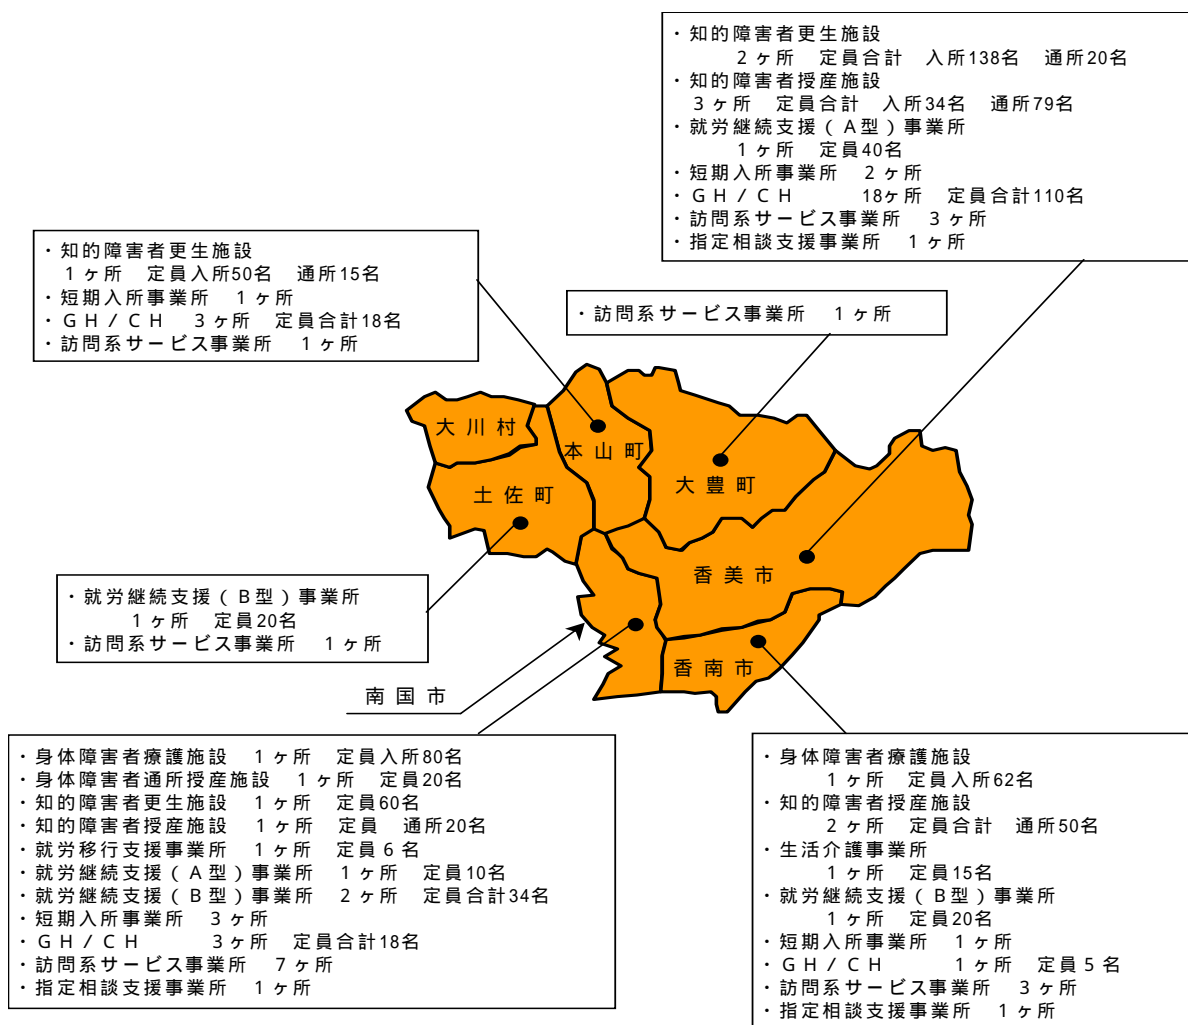 ・知的障害者更生施設
2ヶ所 定員合計 入所138名 通所20名
・知的障害者授産施設
3ヶ所 定員合計 入所34名 通所79名
・就労継続支援(A型)事業所
1ヶ所 定員40名
・短期入所事業所 2ヶ所
・GH/CH 18ヶ所 定員合計110名
・訪問系サービス事業所 3ヶ所
・指定相談支援事業所 1ヶ所
・知的障害者更生施設
1ヶ所 定員入所50名 通所15名
・短期入所事業所 1ヶ所
・GH/CH 3ヶ所 定員合計18名
・訪問系サービス事業所 1ヶ所
・訪問系サービス事業所 1ヶ所
大川村
本山町
大豊町
土佐町
香美市
香南市
南国市
・就労継続支援(B型)事業所
1ヶ所 定員20名
・訪問系サービス事業所 1ヶ所
・身体障害者療護施設 1ヶ所 定員入所80名
・身体障害者通所授産施設 1ヶ所 定員20名
・知的障害者更生施設 1ヶ所 定員60名
・知的障害者授産施設 1ヶ所 定員 通所20名
・就労移行支援事業所 1ヶ所 定員6名
・就労継続支援(A型)事業所 1ヶ所 定員10名
・就労継続支援(B型)事業所 2ヶ所 定員合計34名
・短期入所事業所 3ヶ所
・GH/CH 3ヶ所 定員合計18名
・訪問系サービス事業所 7ヶ所
・指定相談支援事業所 1ヶ所
・身体障害者療護施設
1ヶ所 定員入所62名
・知的障害者授産施設
2ヶ所 定員合計 通所50名
・生活介護事業所
1ヶ所 定員15名
・就労継続支援(B型)事業所
1ヶ所 定員20名
・短期入所事業所 1ヶ所
・GH/CH 1ヶ所 定員5名
・訪問系サービス事業所 3ヶ所
・指定相談支援事業所 1ヶ所